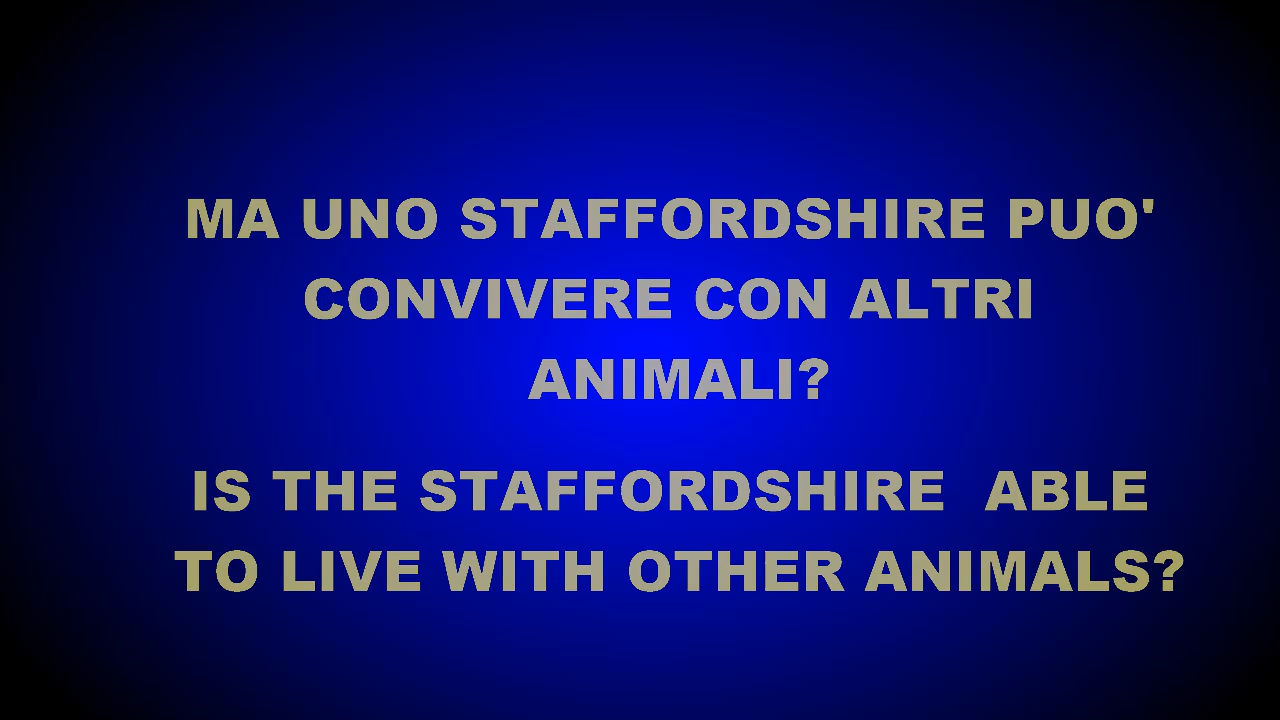 MA UNO STAFFORDSHIRE PUO'
CONVIVERE CON ALTRI
ANIMALI?
IS THE STAFFORDSHIRE  ABLE
TO LIVE WITH OTHER ANIMALS?